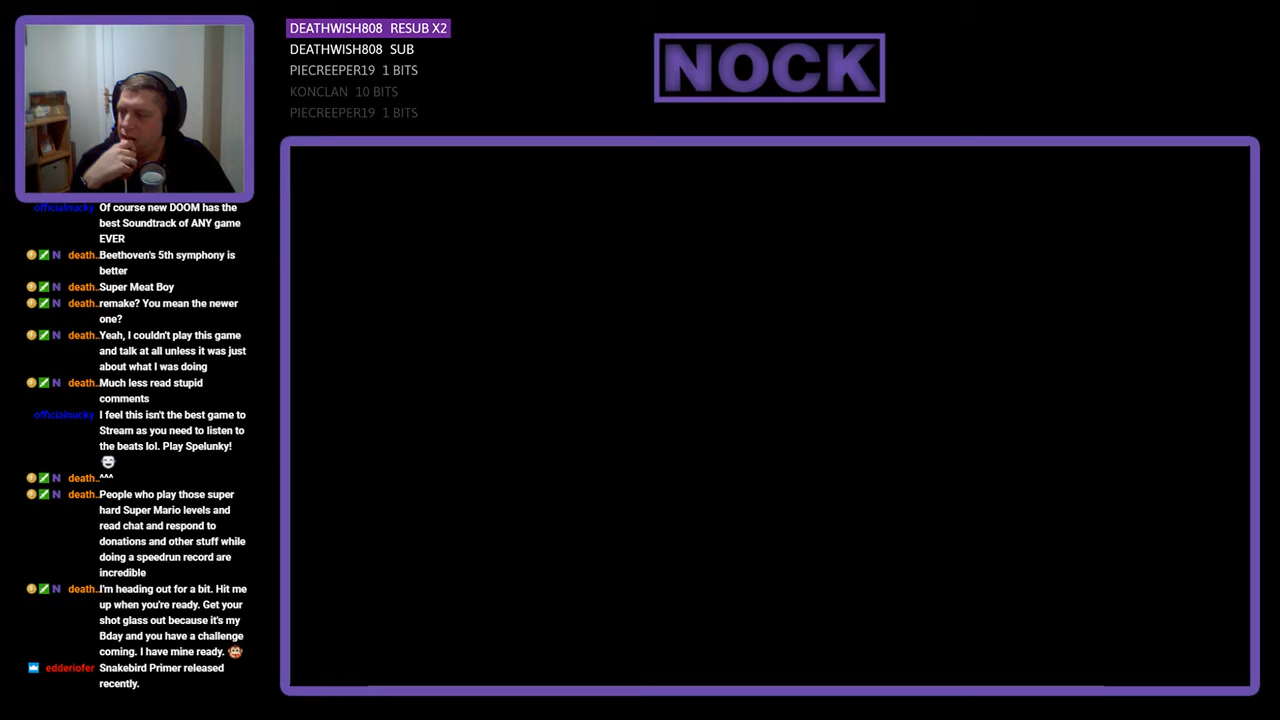 DEATHWISH808 RESUB X2
DEATHWISH808 SUB
PIECREEPER19 1 BITS
KONCLAN 10 BITS
PIECREEPER19 1 BITS
NOCK
officialnucky Of course new DOOM has the
best Soundtrack of ANY game
EVER
N death.. Beethoven's 5th symphony is
better
N death.. Super Meat Boy
N death.. remake? You mean the newer
one?
N death.. Yeah, I couldn't play this game
and talk at all unless it was just
about what I was doing
N death.. Much less read stupid
comments
officialnucky I feel this isn't the best game to
Stream as you need to listen to
the beats lol. Play Spelunky!
N death.. ^^^
N death.. People who play those super
hard Super Mario levels and
read chat and respond to
donations and other stuff while
doing a speedrun record are
incredible
N death.. I'm heading out for a bit. Hit me
up when you're ready. Get your
shot glass out because it's my
Bday and you have a challenge
coming. I have mine ready.
edderiofer Snakebird Primer released
recently.